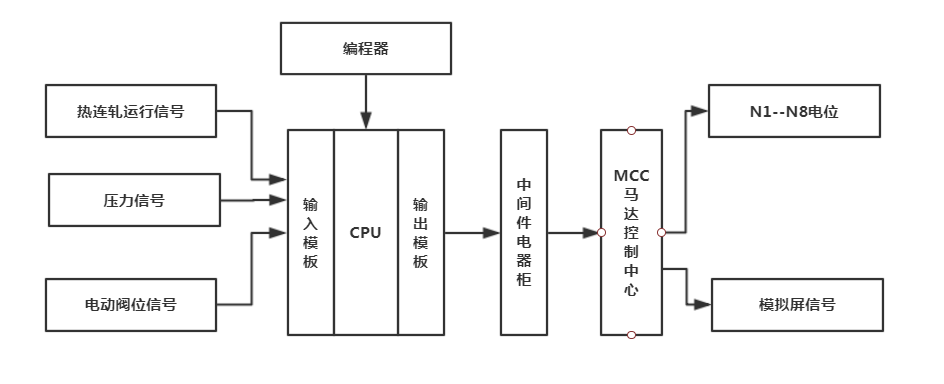 编程器
热连轧运行信号
压力信号
电动阀位信号
输入模板
CPU
输出模板
中间件电器柜
MCC
马达控制中心
N1--N8电位
模拟屏信号